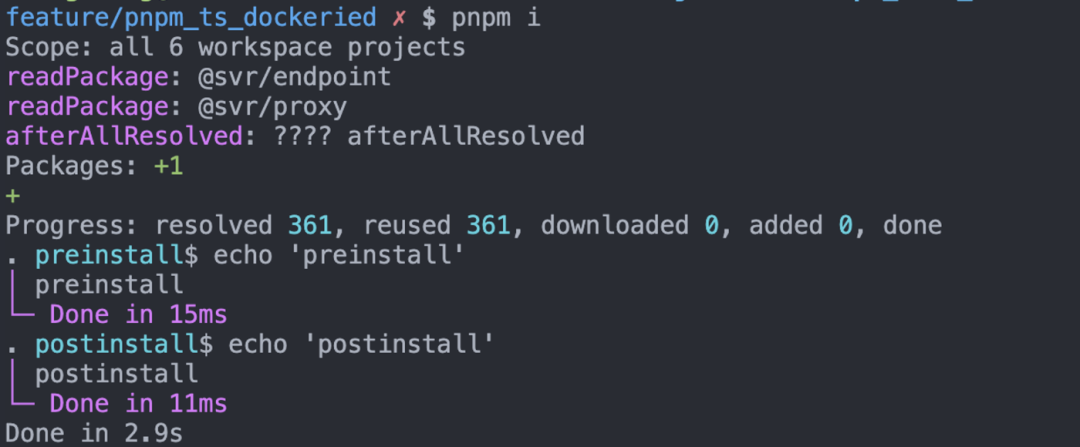 feature/pnpm_ts_dockeried ✗ $ pnpm i
Scope: all 6 workspace projects
readPackage: @svr/endpoint
readPackage: @svr/proxy
afterAllResolved: ???? afterAllResolved
Packages: +1
+
Progress: resolved 361, reused 361, downloaded 0, added 0, done
. preinstall$ echo 'preinstall'
│ preinstall
└─ Done in 15ms
. postinstall$ echo 'postinstall'
│ postinstall
└─ Done in 11ms
Done in 2.9s